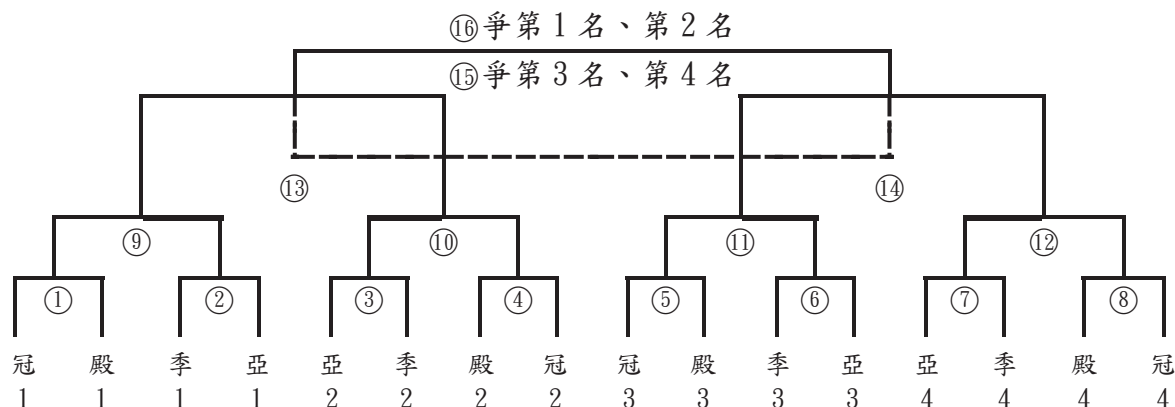 ⑯爭第1名、第2名
⑮爭第3名、第4名
⑬ ⑭
⑨ ⑩ ⑪ ⑫
① ② ③ ④ ⑤ ⑥ ⑦ ⑧
冠 殿 季 亞 亞 季 殿 冠 冠 殿 季 亞 亞 季 殿 冠
1 1 1 1 2 2 2 2 3 3 3 3 4 4 4 4